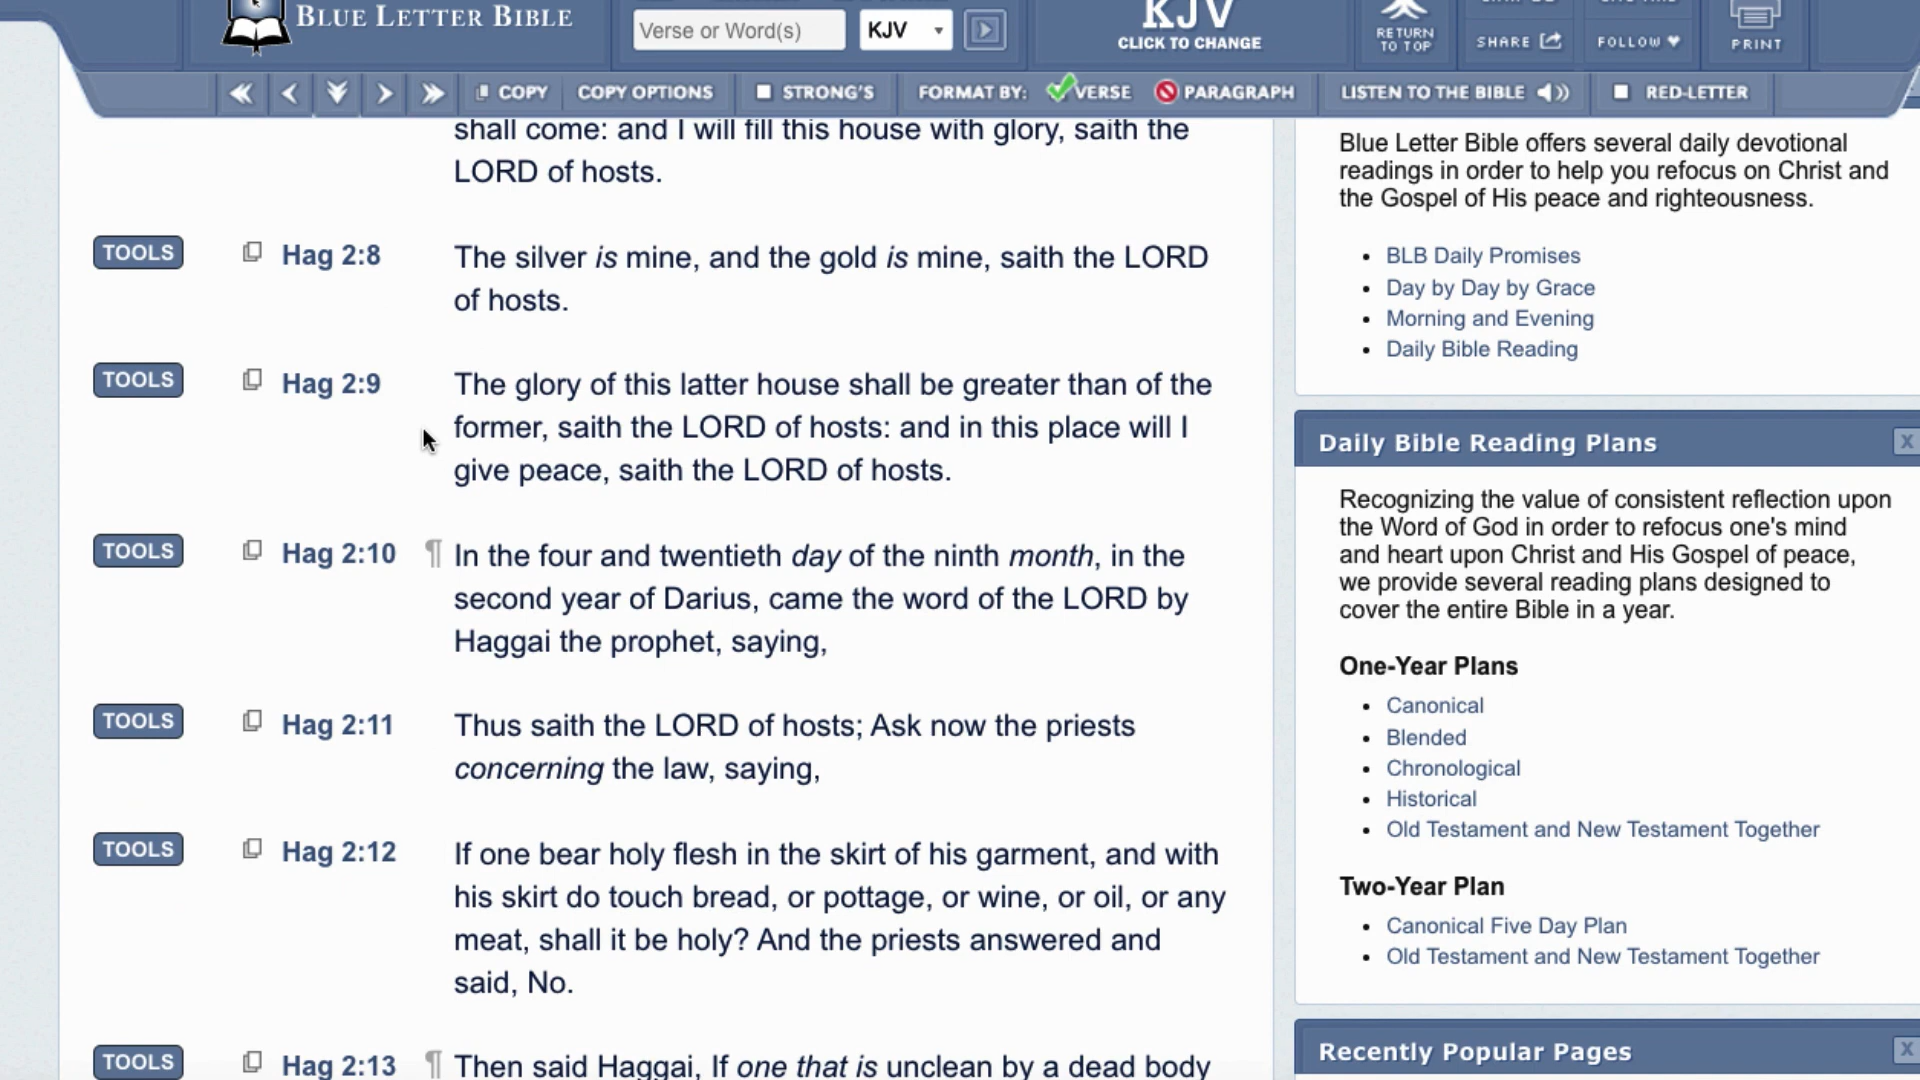 BLUE LETTER BIBLE
Verse or Word(s)
KJV
KJV
CLICK TO CHANGE
RETURN
TO TOP
SHARE
FOLLOW
PRINT
COPY
COPY OPTIONS
STRONG'S
FORMAT BY:
VERSE
PARAGRAPH
LISTEN TO THE BIBLE
RED-LETTER
shall come: and I will fill this house with glory, saith the
LORD of hosts.
TOOLS
Hag 2:8
The silver is mine, and the gold is mine, saith the LORD
of hosts.
TOOLS
Hag 2:9
The glory of this latter house shall be greater than of the
former, saith the LORD of hosts: and in this place will I
give peace, saith the LORD of hosts.
TOOLS
Hag 2:10
¶ In the four and twentieth day of the ninth month, in the
second year of Darius, came the word of the LORD by
Haggai the prophet, saying,
TOOLS
Hag 2:11
Thus saith the LORD of hosts; Ask now the priests
concerning the law, saying,
TOOLS
Hag 2:12
If one bear holy flesh in the skirt of his garment, and with
his skirt do touch bread, or pottage, or wine, or oil, or any
meat, shall it be holy? And the priests answered and
said, No.
TOOLS
Hag 2:13
¶ Then said Haggai, If one that is unclean by a dead body
Blue Letter Bible offers several daily devotional
readings in order to help you refocus on Christ and
the Gospel of His peace and righteousness.
• BLB Daily Promises
• Day by Day by Grace
• Morning and Evening
• Daily Bible Reading
Daily Bible Reading Plans
X
Recognizing the value of consistent reflection upon
the Word of God in order to refocus one's mind
and heart upon Christ and His Gospel of peace,
we provide several reading plans designed to
cover the entire Bible in a year.
One-Year Plans
• Canonical
• Blended
• Chronological
• Historical
• Old Testament and New Testament Together
Two-Year Plan
• Canonical Five Day Plan
• Old Testament and New Testament Together
Recently Popular Pages
X